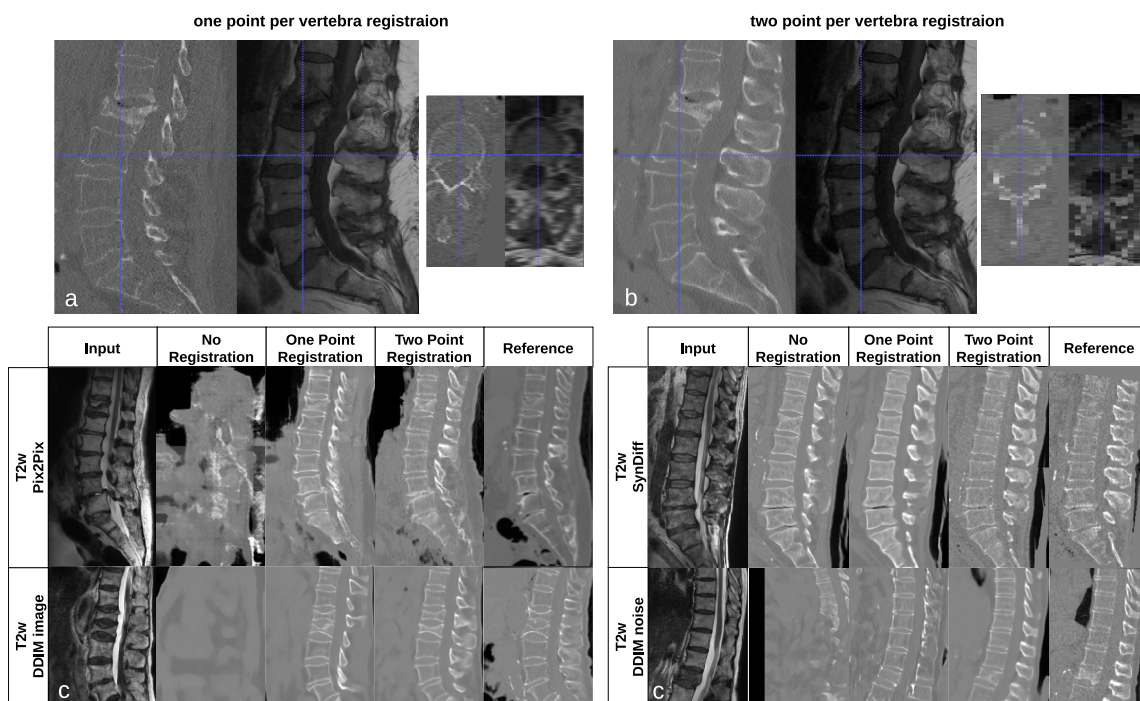 one point per vertebra registraion
two point per vertebra registraion
a
b
Input
No
Registration
One Point
Registration
Two Point
Registration
Reference
T2w
Pix2Pix
T2w
DDIM image
c
Input
No
Registration
One Point
Registration
Two Point
Registration
Reference
T2w
SynDiff
T2w
DDIM noise
c